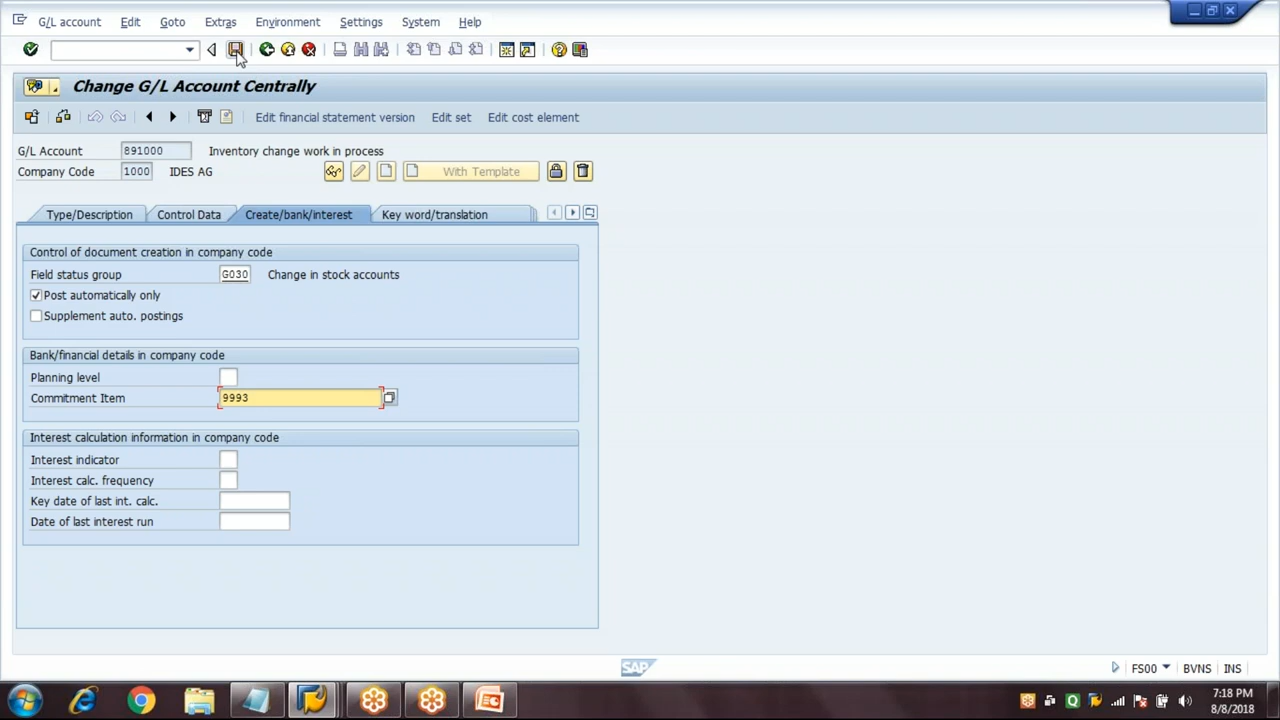 G/L account Edit Goto Extras Environment Settings System Help
Change G/L Account Centrally
Edit financial statement version Edit set Edit cost element
G/L Account 891000 Inventory change work in process
Company Code 1000 IDES AG With Template
Type/Description Control Data Create/bank/interest Key word/translation
Control of document creation in company code
Field status group G030 Change in stock accounts
Post automatically only
Supplement auto. postings
Bank/financial details in company code
Planning level
Commitment Item 9993
Interest calculation information in company code
Interest indicator
Interest calc. frequency
Key date of last int. calc.
Date of last interest run
SAP FS00 BVNS INS
7:18 PM
8/8/2018